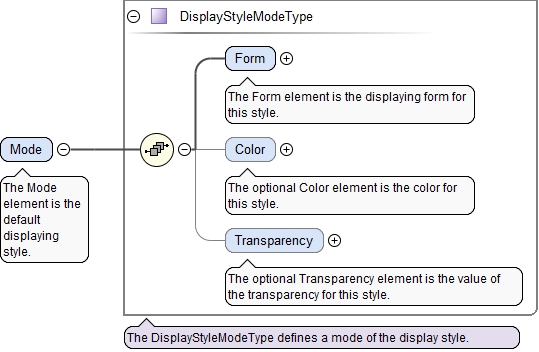 DisplayStyleModeType
Form
The Form element is the displaying form for
this style.
Mode
Color
The Mode
element is the
default
displaying
style.
The optional Color element is the color for
this style.
Transparency
The optional Transparency element is the value of
the transparency for this style.
The DisplayStyleModeType defines a mode of the display style.